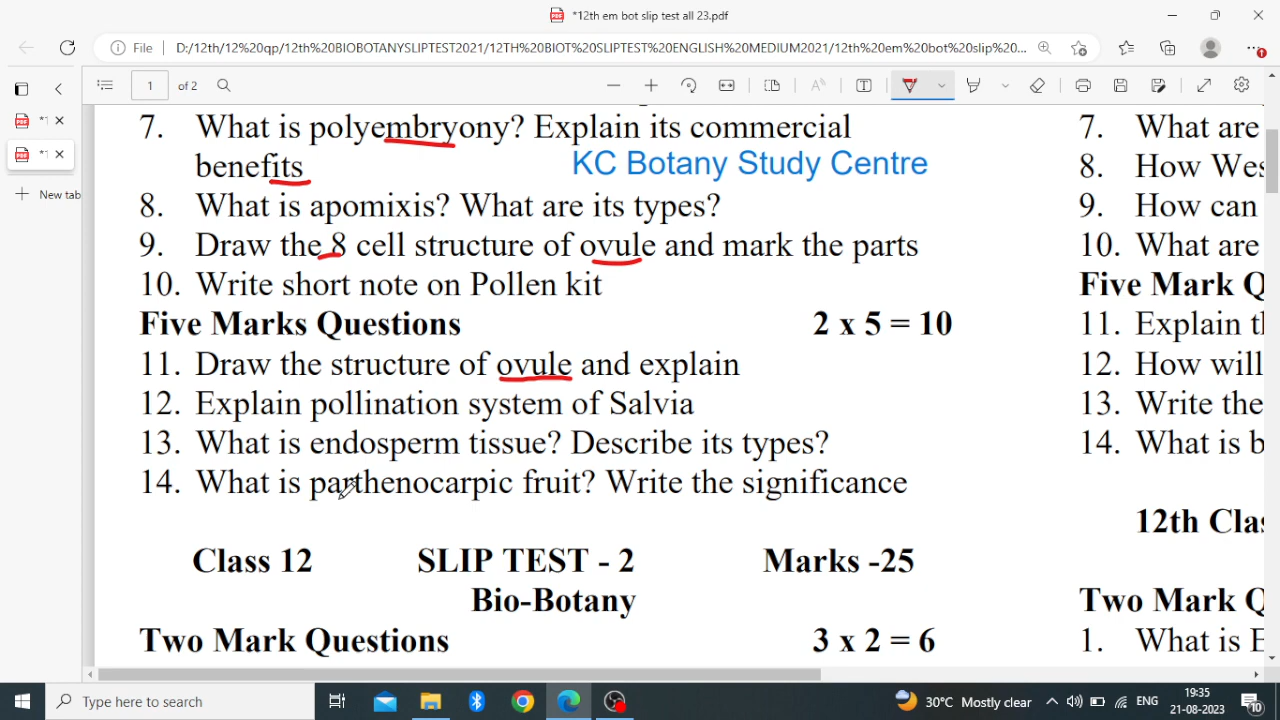 *12th em bot slip test all 23.pdf
File D:/12th/12%20qp/12th%20BIOBOTANYSLIPTEST2021/12TH%20BIOT%20SLIPTEST%20ENGLISH%20MEDIUM2021/12th%20em%20bot%20slip%20...
1 of 2
New tab
7. What is polyembryony? Explain its commercial
benefits
KC Botany Study Centre
8. What is apomixis? What are its types?
9. Draw the 8 cell structure of ovule and mark the parts
10. Write short note on Pollen kit
Five Marks Questions 2 x 5 = 10
11. Draw the structure of ovule and explain
12. Explain pollination system of Salvia
13. What is endosperm tissue? Describe its types?
14. What is parthenocarpic fruit? Write the significance
Class 12 SLIP TEST - 2 Marks -25
Bio-Botany
Two Mark Questions 3 x 2 = 6
7. What are
8. How Wes
9. How can
10. What are
Five Mark Q
11. Explain th
12. How will
13. Write the
14. What is b
12th Clas
Two Mark Q
1. What is E
Type here to search
30°C Mostly clear
ENG
19:35
21-08-2023
10